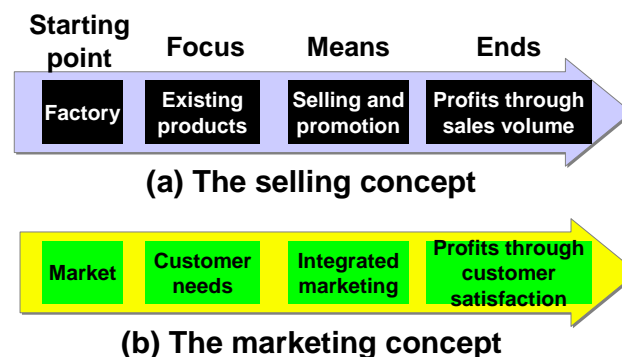 Starting
point
Focus
Means
Ends
Factory
Existing
products
Selling and
promotion
Profits through
sales volume
(a) The selling concept
Market
Customer
needs
Integrated
marketing
Profits through
customer
satisfaction
(b) The marketing concept